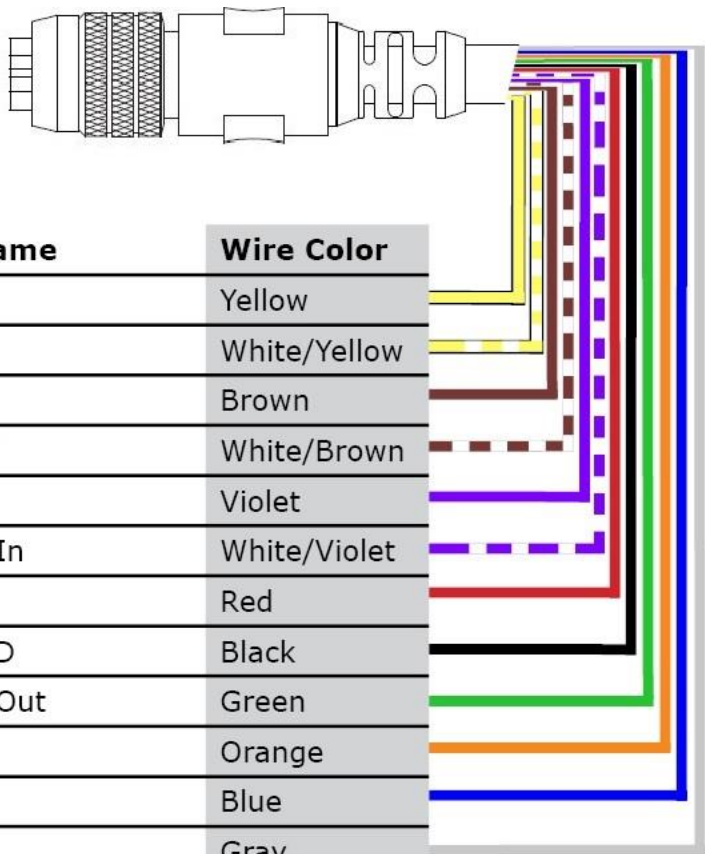 ame Wire Color
Yellow
White/Yellow
Brown
White/Brown
Violet
In White/Violet
Red
D Black
Out Green
Orange
Blue
Gray